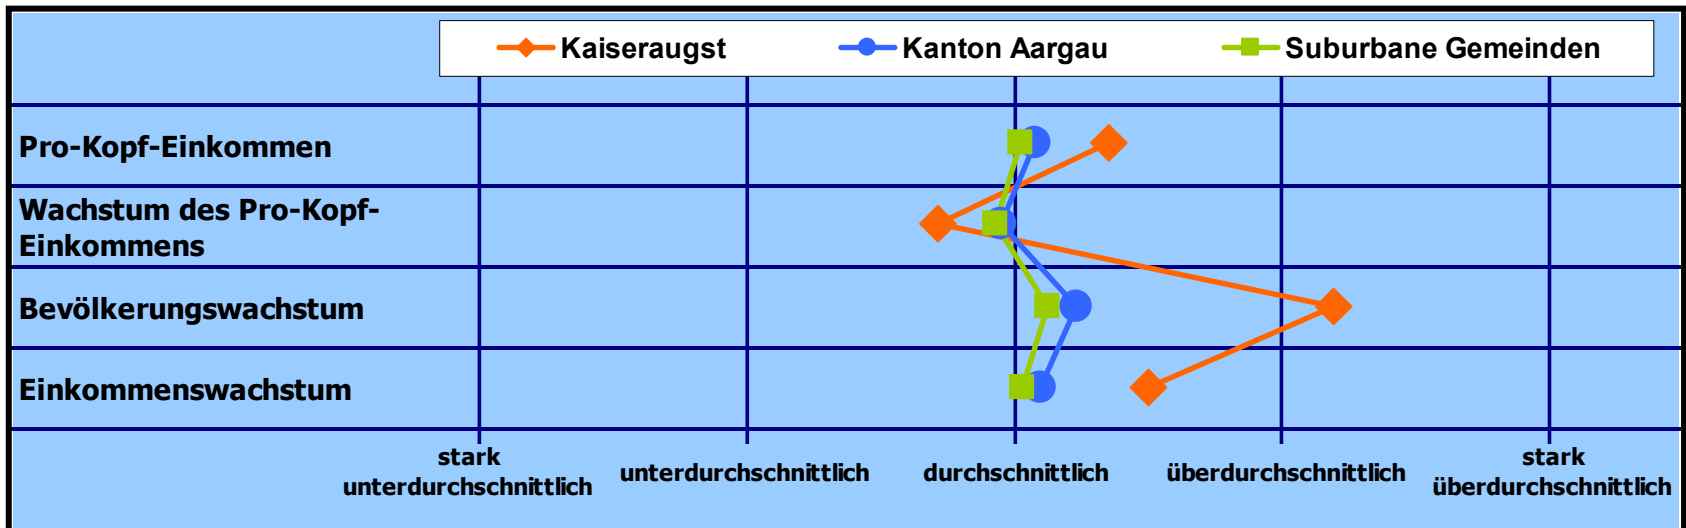 Kaiseraugst Kanton Aargau Suburbane Gemeinden
Pro-Kopf-Einkommen
Wachstum des Pro-Kopf-
Einkommens
Bevölkerungswachstum
Einkommenswachstum
stark
unterdurchschnittlich
unterdurchschnittlich
durchschnittlich
überdurchschnittlich
stark
überdurchschnittlich